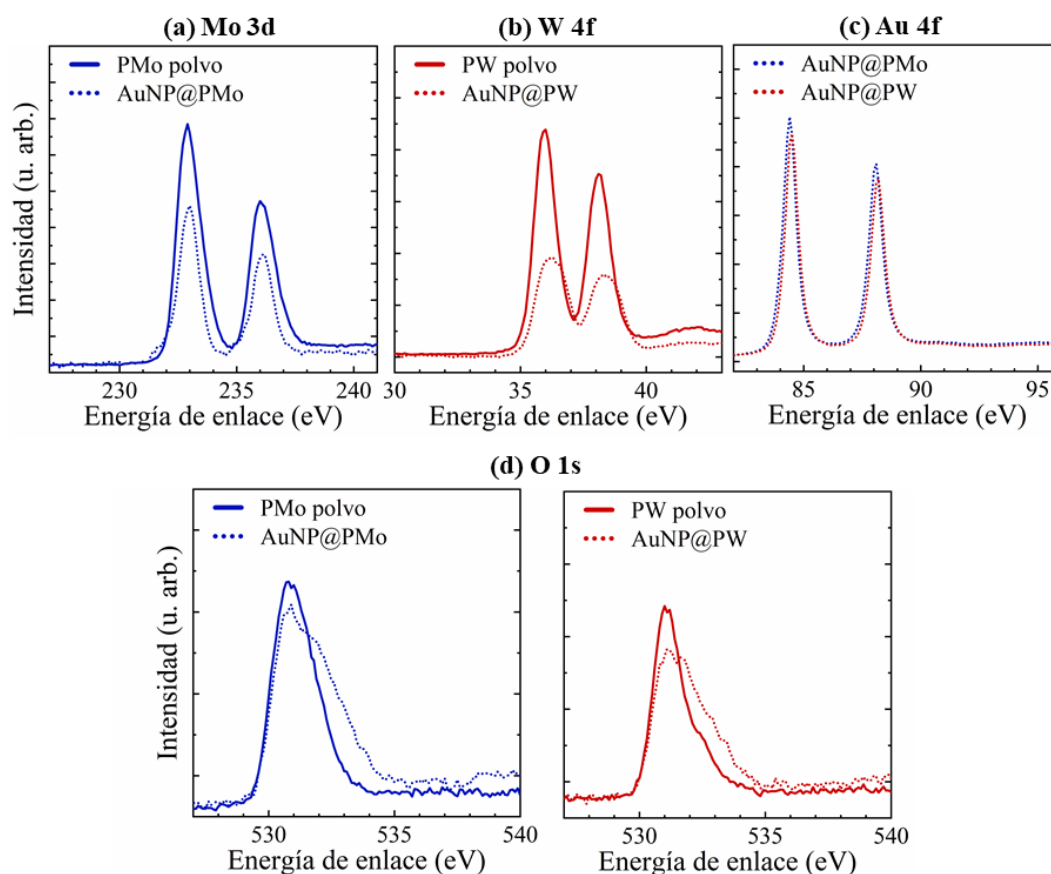 (a) Mo 3d
(b) W 4f
(c) Au 4f
Intensidad (u. arb.)
PMo polvo
AuNP@PMo
PW polvo
AuNP@PW
AuNP@PMo
AuNP@PW
230 235 240
30 35 40
85 90 95
Energía de enlace (eV)
Energía de enlace (eV)
Energía de enlace (eV)
(d) O 1s
Intensidad (u. arb.)
PMo polvo
AuNP@PMo
PW polvo
AuNP@PW
530 535 540
530 535 540
Energía de enlace (eV)
Energía de enlace (eV)